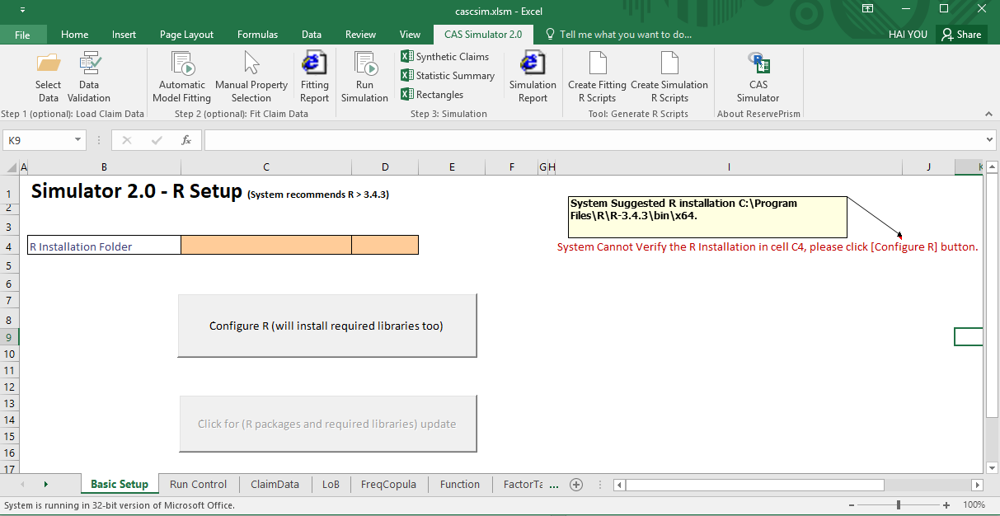 cascsim.xlsm - Excel
File Home Insert Page Layout Formulas Data Review View CAS Simulator 2.0 Tell me what you want to do... HAI YOU Share
Select Data
Data Validation
Step 1 (optional): Load Claim Data
Automatic Model Fitting
Manual Property Selection
Fitting Report
Step 2 (optional): Fit Claim Data
Run Simulation
Synthetic Claims
Statistic Summary
Rectangles
Simulation Report
Step 3: Simulation
Create Fitting R Scripts
Create Simulation R Scripts
Tool: Generate R Scripts
CAS Simulator
About ReservePrism
K9 fx
A B C D E F G H I J K
1 Simulator 2.0 - R Setup (System recommends R > 3.4.3)
System Suggested R installation C:\Program
Files\R\R-3.4.3\bin\x64.
2
3
4 R Installation Folder System Cannot Verify the R Installation in cell C4, please click [Configure R] button.
5
6
7
8 Configure R (will install required libraries too)
9
10
11
12
13
14 Click for (R packages and required libraries) update
15
16
17
Basic Setup Run Control ClaimData LoB FreqCopula Function FactorTa ...
System is running in 32-bit version of Microsoft Office. 100%